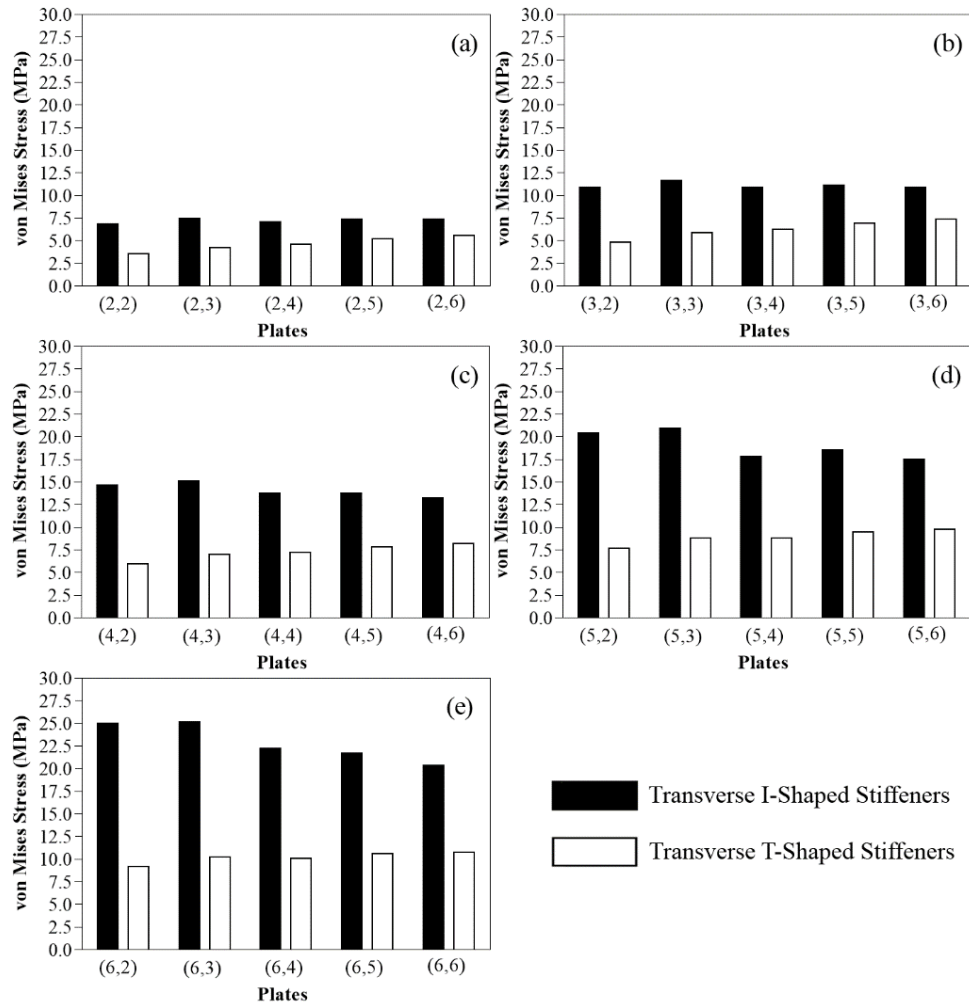 (a)
von Mises Stress (MPa)
30.0
27.5
25.0
22.5
20.0
17.5
15.0
12.5
10.0
7.5
5.0
2.5
0.0
(2,2) (2,3) (2,4) (2,5) (2,6)
Plates
(b)
von Mises Stress (MPa)
30.0
27.5
25.0
22.5
20.0
17.5
15.0
12.5
10.0
7.5
5.0
2.5
0.0
(3,2) (3,3) (3,4) (3,5) (3,6)
Plates
(c)
von Mises Stress (MPa)
30.0
27.5
25.0
22.5
20.0
17.5
15.0
12.5
10.0
7.5
5.0
2.5
0.0
(4,2) (4,3) (4,4) (4,5) (4,6)
Plates
(d)
von Mises Stress (MPa)
30.0
27.5
25.0
22.5
20.0
17.5
15.0
12.5
10.0
7.5
5.0
2.5
0.0
(5,2) (5,3) (5,4) (5,5) (5,6)
Plates
(e)
von Mises Stress (MPa)
30.0
27.5
25.0
22.5
20.0
17.5
15.0
12.5
10.0
7.5
5.0
2.5
0.0
(6,2) (6,3) (6,4) (6,5) (6,6)
Plates
Transverse I-Shaped Stiffeners
Transverse T-Shaped Stiffeners